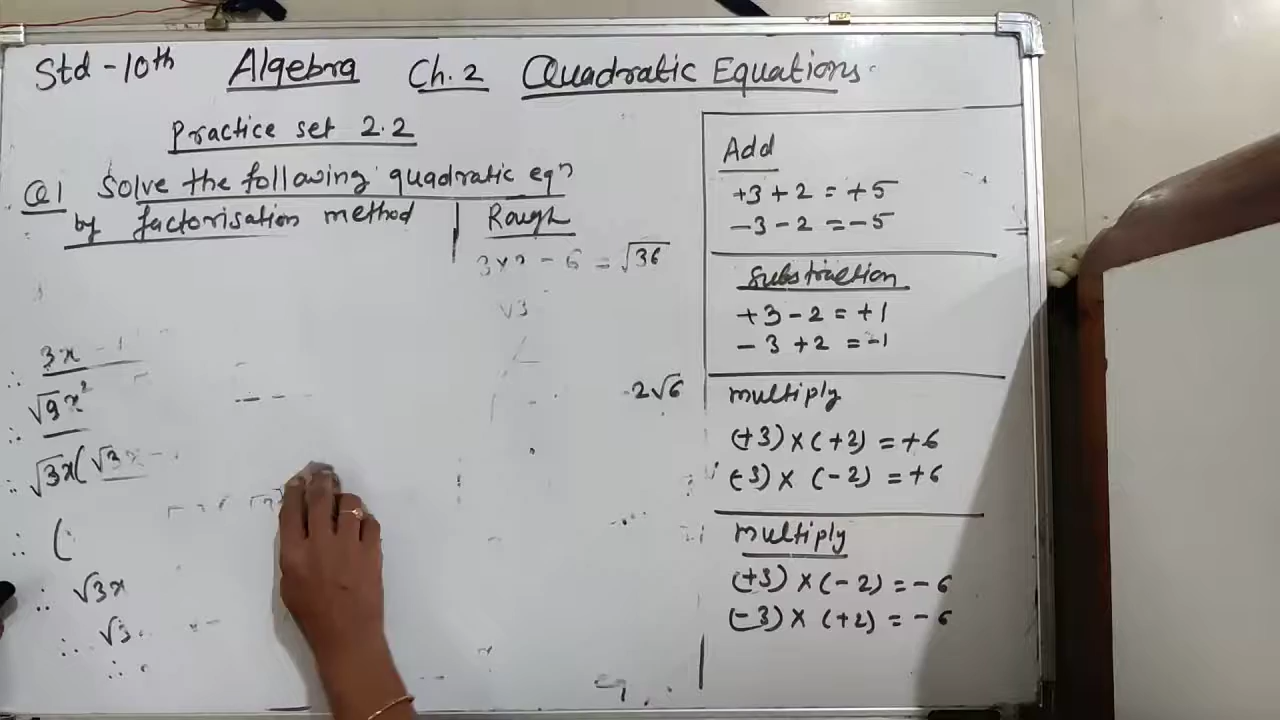 Std - 10th Algebra Ch. 2 Quadratic Equations.
Practice set 2.2
Q1 Solve the following quadratic eqn
by factorisation method
Rough
= √36
√3
2√6
∴ 3x - 1
∴ √9x²
∴ √3x(√3x -
∴ (
∴ √3x
∴ √3
∴
Add
+3 + 2 = +5
-3 - 2 = -5
Substraction
+3 - 2 = +1
-3 + 2 = -1
multiply
(+3) × (+2) = +6
(-3) × (-2) = +6
multiply
(+3) × (-2) = -6
(-3) × (+2) = -6